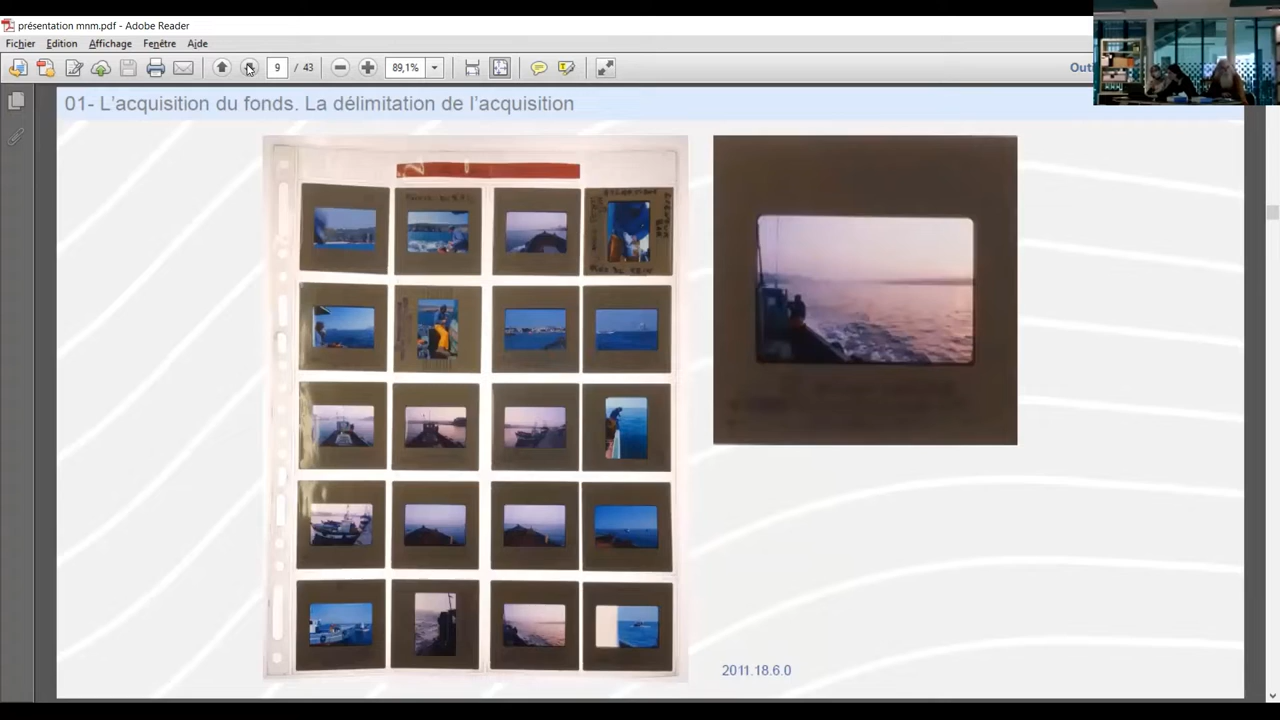 présentation mnm.pdf - Adobe Reader
Fichier Edition Affichage Fenêtre Aide
9 / 43 89,1%
01- L'acquisition du fonds. La délimitation de l'acquisition
2011.18.6.0